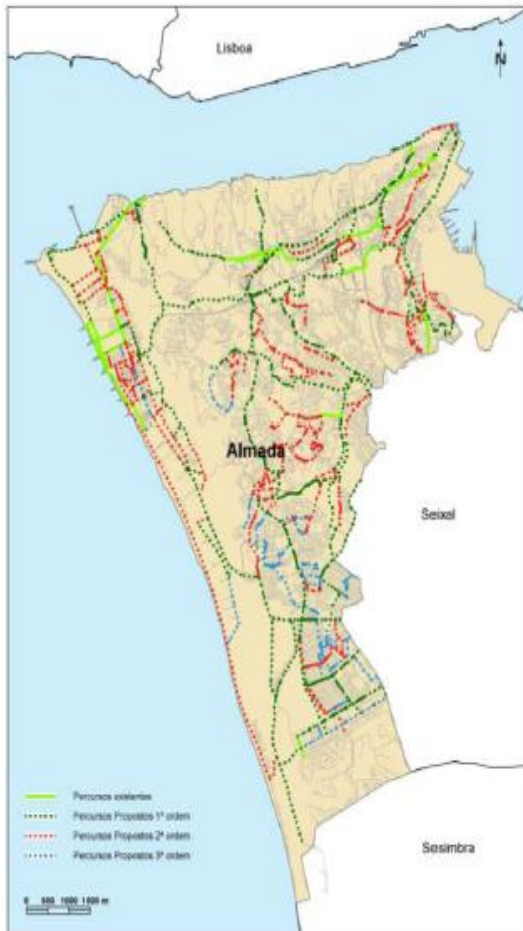 Lisboa
N
Almada
Seixal
Percursos existentes
Percursos Propostos 1ª ordem
Percursos Propostos 2ª ordem
Percursos Propostos 3ª ordem
Sesimbra
0 500 1000 1500 m